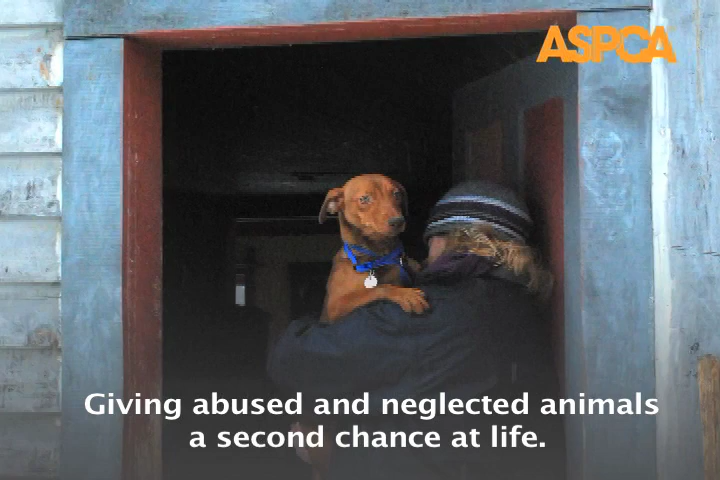 ASPCA
Giving abused and neglected animals
a second chance at life.